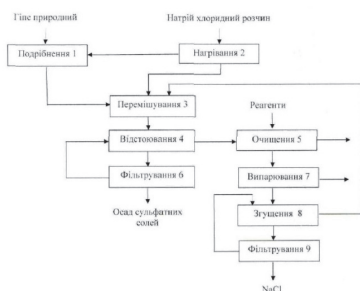 Гіпс природний
Натрій хлоридний розчин
Подрібнення 1
Нагрівання 2
Перемішування 3
Реагенти
Відстоювання 4
Очищення 5
Фільтрування 6
Випарювання 7
Осад сульфатних
солей
Згущення 8
Фільтрування 9
NaCl